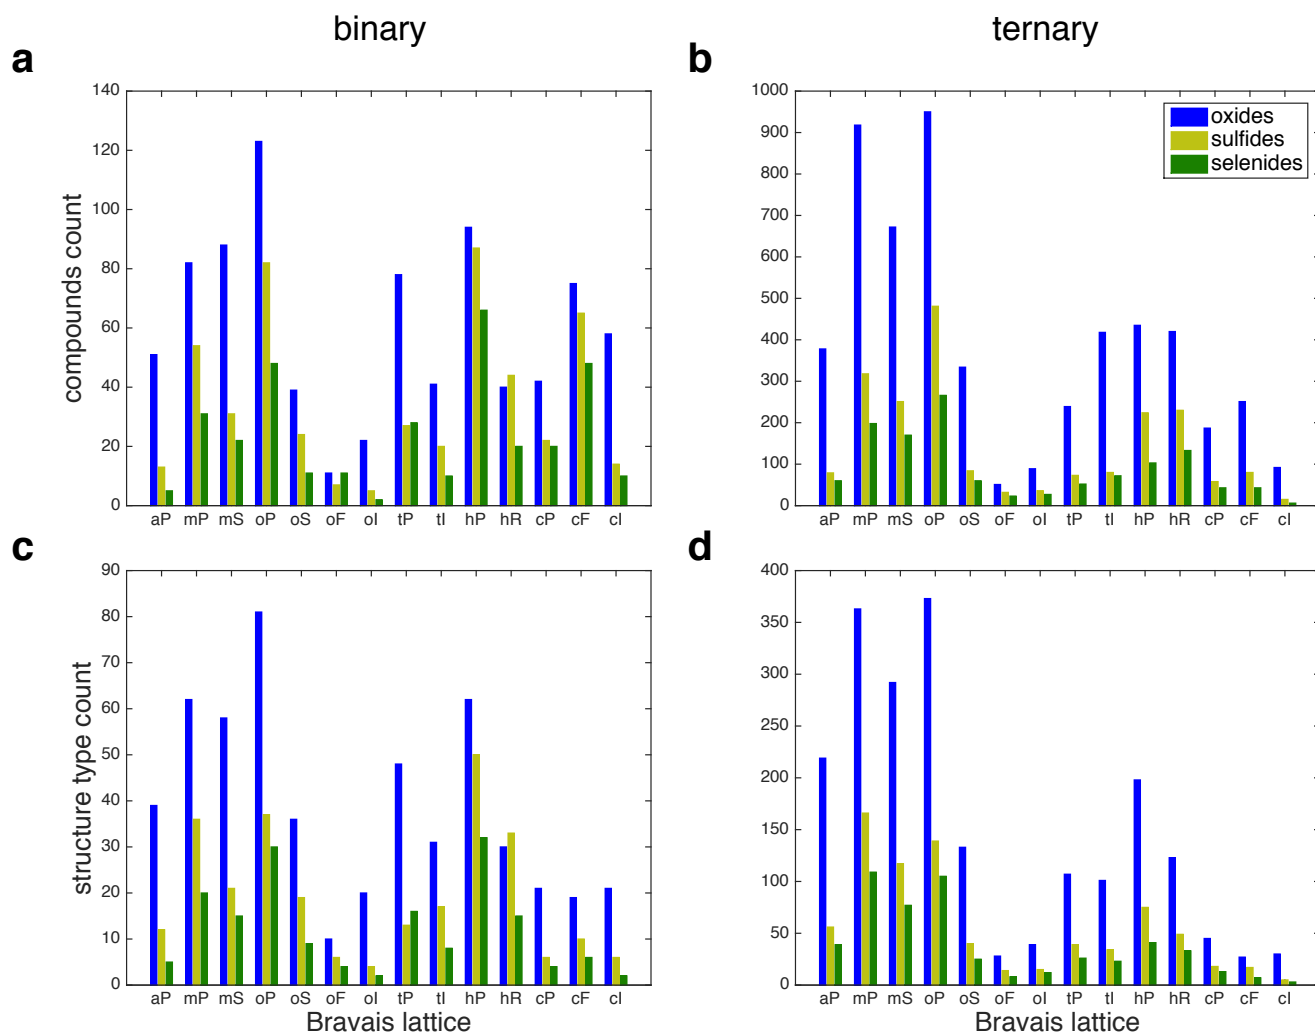 binary
ternary
a
b
140
120
100
80
60
40
20
0
compounds count
aP mP mS oP oS oF oI tP tI hP hR cP cF cI
1000
900
800
700
600
500
400
300
200
100
0
oxides
sulfides
selenides
aP mP mS oP oS oF oI tP tI hP hR cP cF cI
c
d
90
80
70
60
50
40
30
20
10
0
structure type count
aP mP mS oP oS oF oI tP tI hP hR cP cF cI
Bravais lattice
400
350
300
250
200
150
100
50
0
aP mP mS oP oS oF oI tP tI hP hR cP cF cI
Bravais lattice